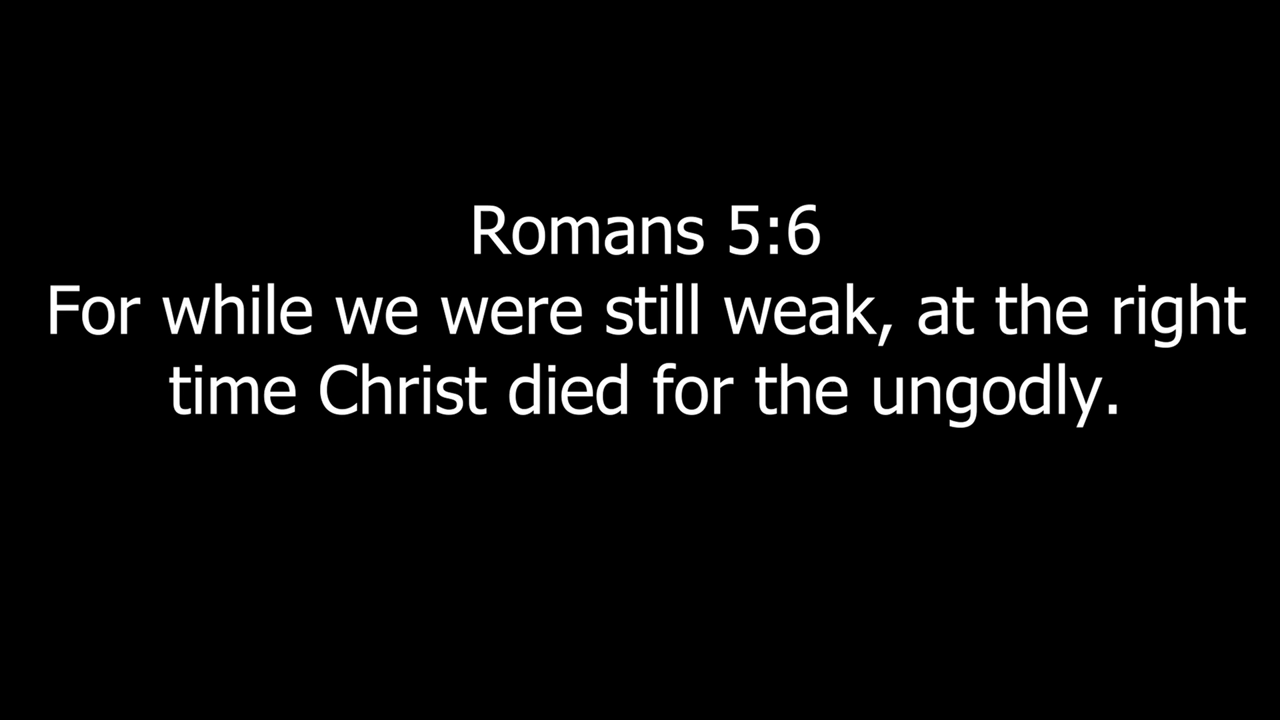 Romans 5:6
For while we were still weak, at the right
time Christ died for the ungodly.